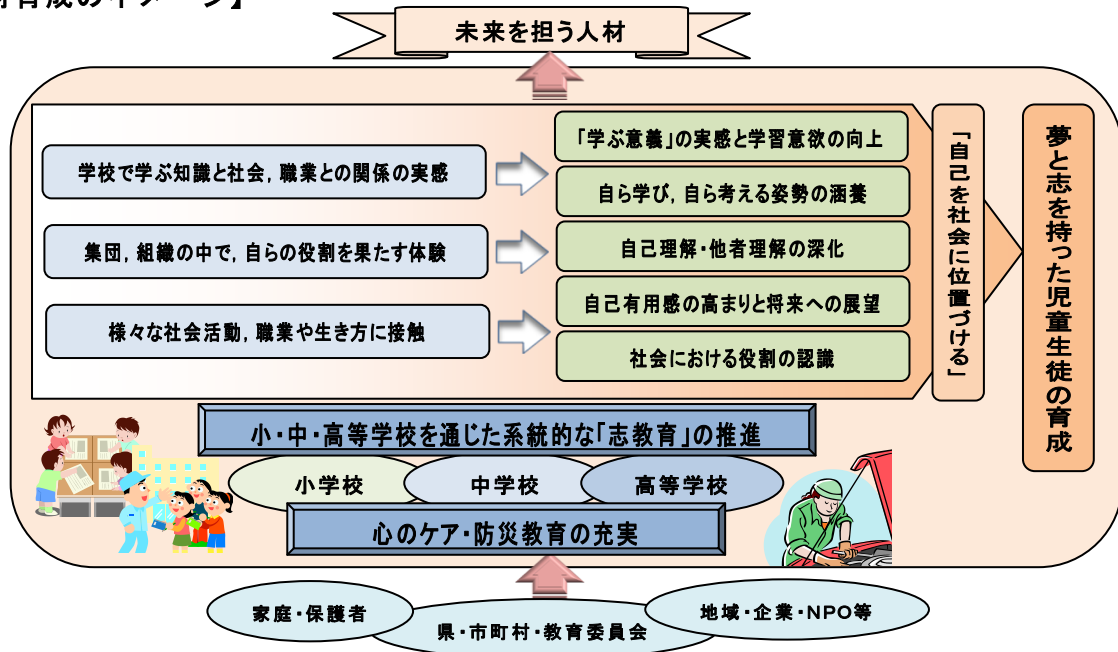 育成のイメージ】
未来を担う人材
学校で学ぶ知識と社会，職業との関係の実感
集団，組織の中で，自らの役割を果たす体験
様々な社会活動，職業や生き方に接触
「学ぶ意義」の実感と学習意欲の向上
自ら学び，自ら考える姿勢の涵養
自己理解・他者理解の深化
自己有用感の高まりと将来への展望
社会における役割の認識
「自己を社会に位置づける」
夢と志を持った児童生徒の育成
小・中・高等学校を通じた系統的な「志教育」の推進
小学校
中学校
高等学校
心のケア・防災教育の充実
家庭・保護者
県・市町村・教育委員会
地域・企業・NPO等